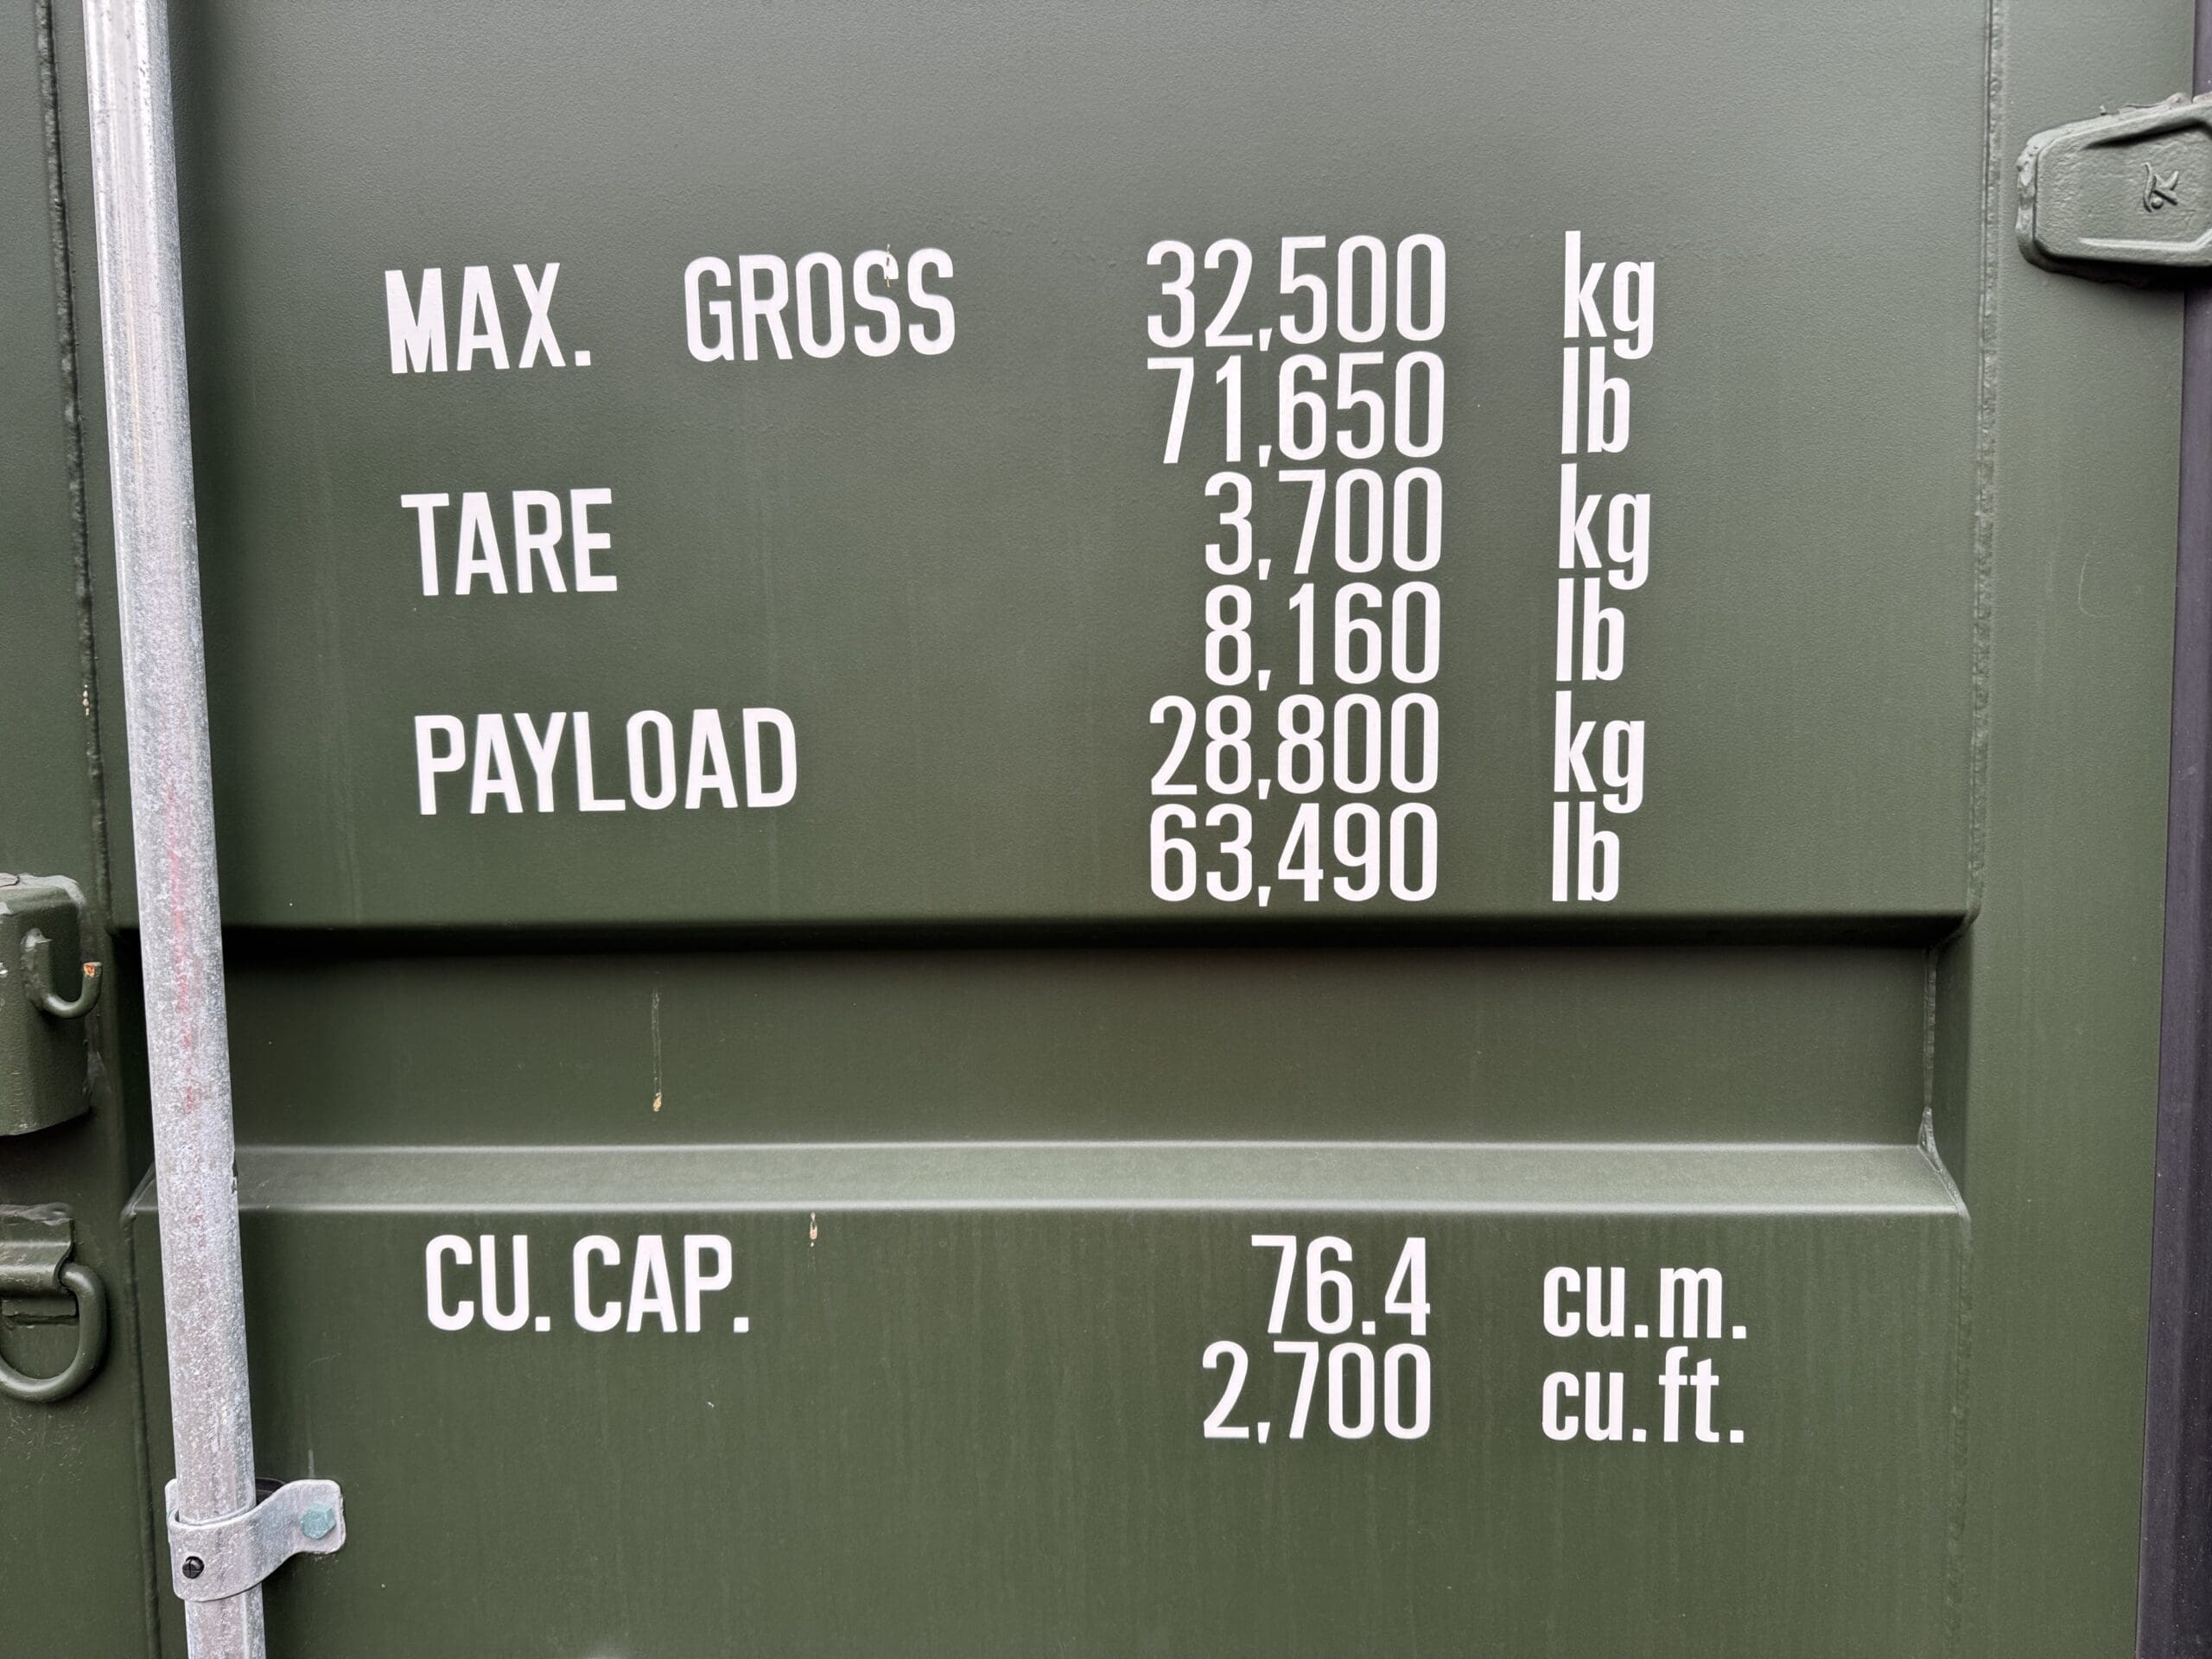 MAX. GROSS 32,500 kg
71,650 lb
TARE 3,700 kg
8,160 lb
PAYLOAD 28,800 kg
63,490 lb
CU. CAP. 76.4 cu.m.
2,700 cu.ft.